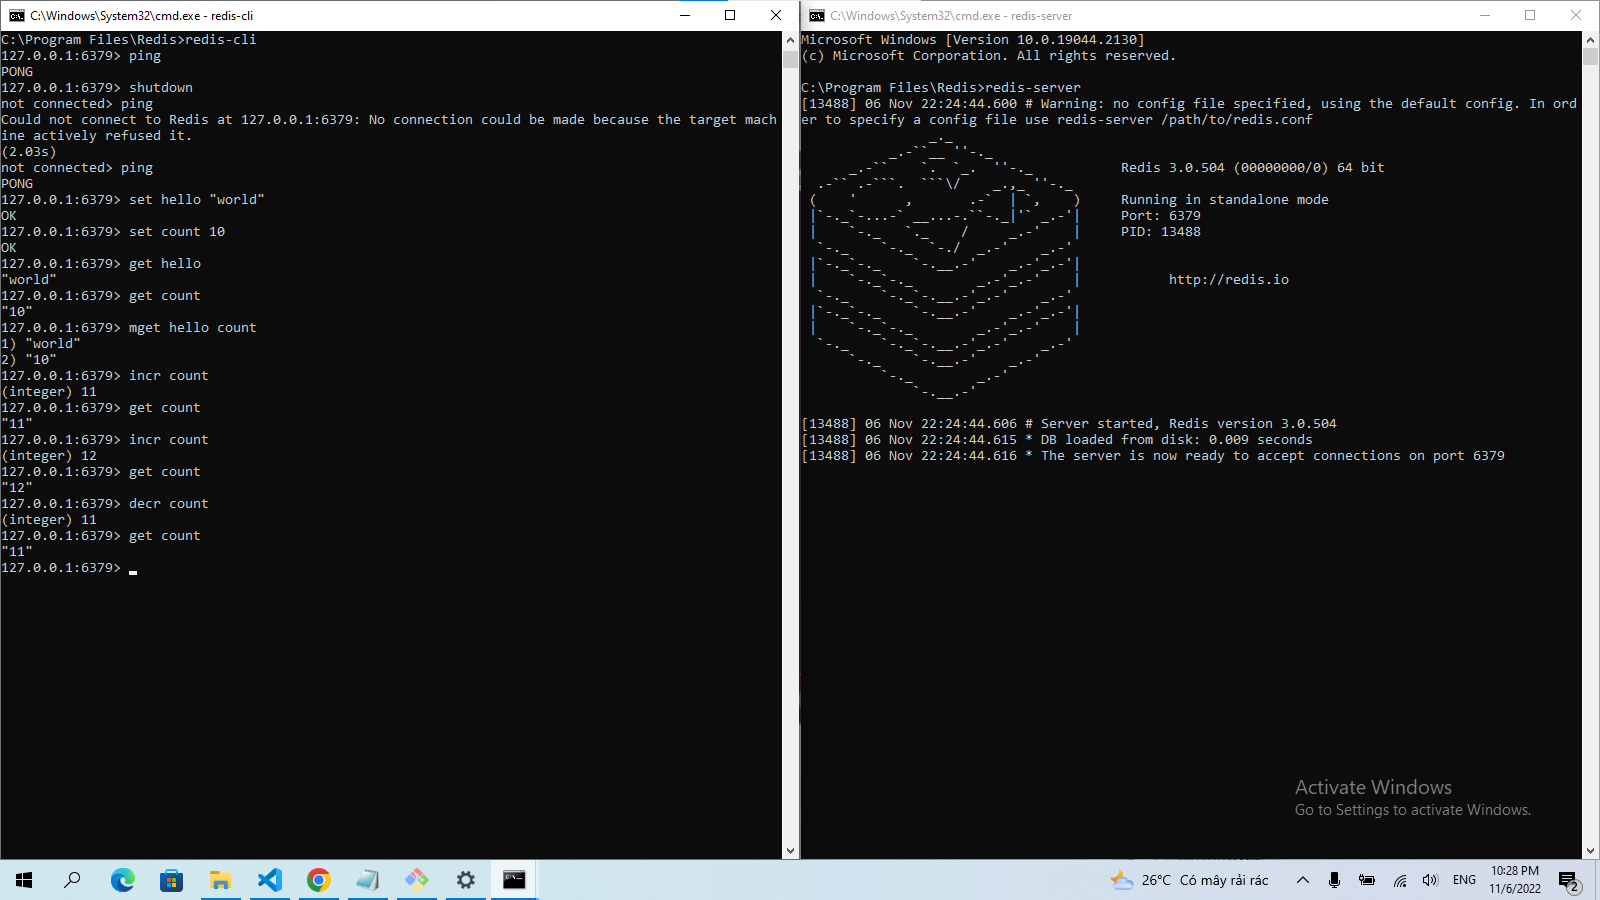 C:\Windows\System32\cmd.exe - redis-cli
C:\Program Files\Redis>redis-cli
127.0.0.1:6379> ping
PONG
127.0.0.1:6379> shutdown
not connected> ping
Could not connect to Redis at 127.0.0.1:6379: No connection could be made because the target mach
ine actively refused it.
(2.03s)
not connected> ping
PONG
127.0.0.1:6379> set hello "world"
OK
127.0.0.1:6379> set count 10
OK
127.0.0.1:6379> get hello
"world"
127.0.0.1:6379> get count
"10"
127.0.0.1:6379> mget hello count
1) "world"
2) "10"
127.0.0.1:6379> incr count
(integer) 11
127.0.0.1:6379> get count
"11"
127.0.0.1:6379> incr count
(integer) 12
127.0.0.1:6379> get count
"12"
127.0.0.1:6379> decr count
(integer) 11
127.0.0.1:6379> get count
"11"
127.0.0.1:6379>
C:\Windows\System32\cmd.exe - redis-server
Microsoft Windows [Version 10.0.19044.2130]
(c) Microsoft Corporation. All rights reserved.
C:\Program Files\Redis>redis-server
[13488] 06 Nov 22:24:44.600 # Warning: no config file specified, using the default config. In ord
er to specify a config file use redis-server /path/to/redis.conf
Redis 3.0.504 (00000000/0) 64 bit
Running in standalone mode
Port: 6379
PID: 13488
http://redis.io
[13488] 06 Nov 22:24:44.606 # Server started, Redis version 3.0.504
[13488] 06 Nov 22:24:44.615 * DB loaded from disk: 0.009 seconds
[13488] 06 Nov 22:24:44.616 * The server is now ready to accept connections on port 6379
Activate Windows
Go to Settings to activate Windows.
26°C Có mây rải rác
ENG
10:28 PM
11/6/2022
2